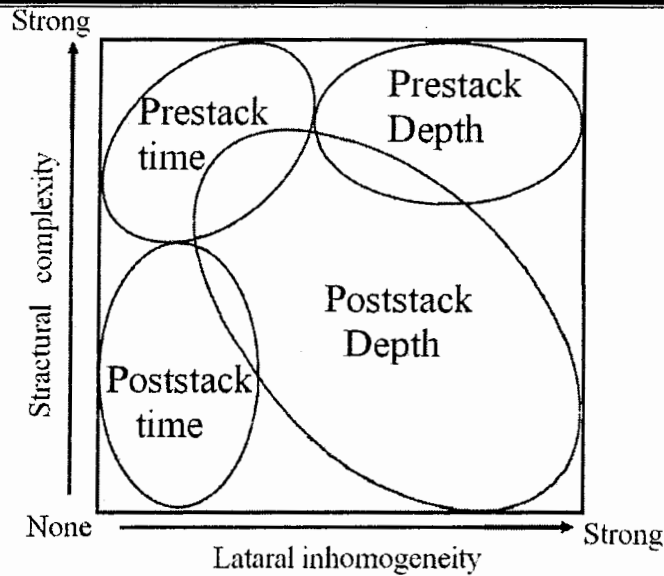 Strong
Prestack
time
Prestack
Depth
Stractural complexity
Poststack
Depth
Poststack
time
None
Strong
Lataral inhomogeneity